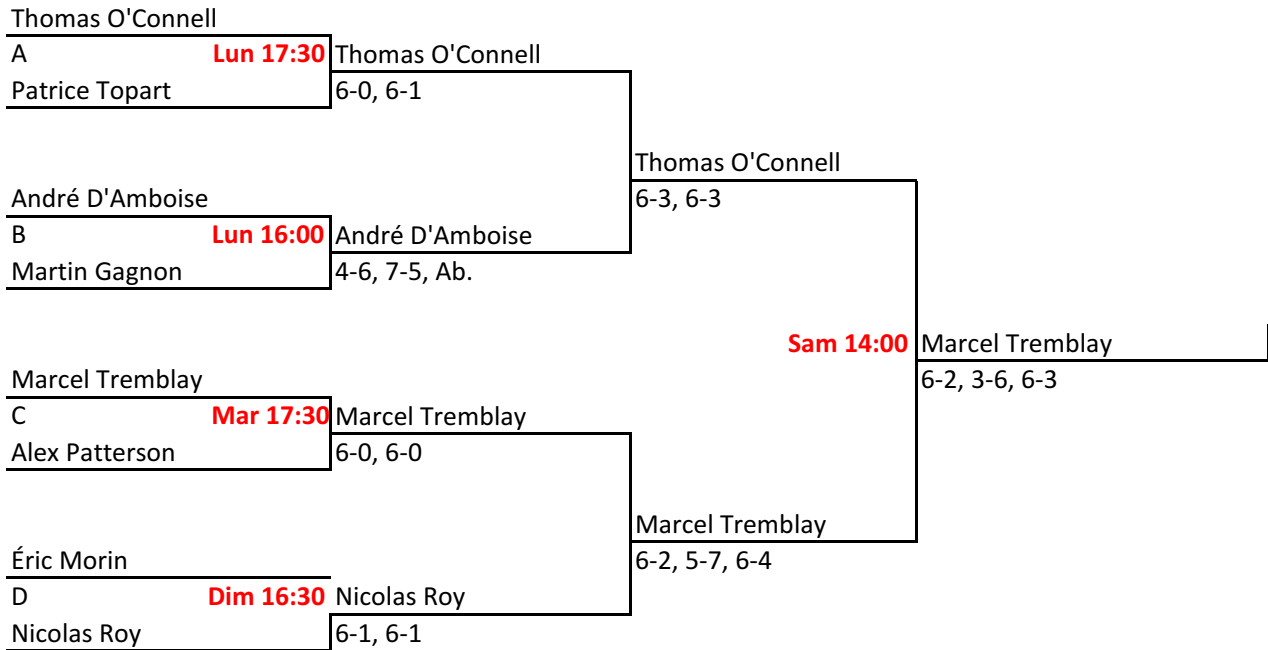 Thomas O'Connell
A Lun 17:30 Thomas O'Connell
Patrice Topart 6-0, 6-1
Thomas O'Connell
André D'Amboise 6-3, 6-3
B Lun 16:00 André D'Amboise
Martin Gagnon 4-6, 7-5, Ab.
Sam 14:00 Marcel Tremblay
Marcel Tremblay 6-2, 3-6, 6-3
C Mar 17:30 Marcel Tremblay
Alex Patterson 6-0, 6-0
Marcel Tremblay
Éric Morin 6-2, 5-7, 6-4
D Dim 16:30 Nicolas Roy
Nicolas Roy 6-1, 6-1